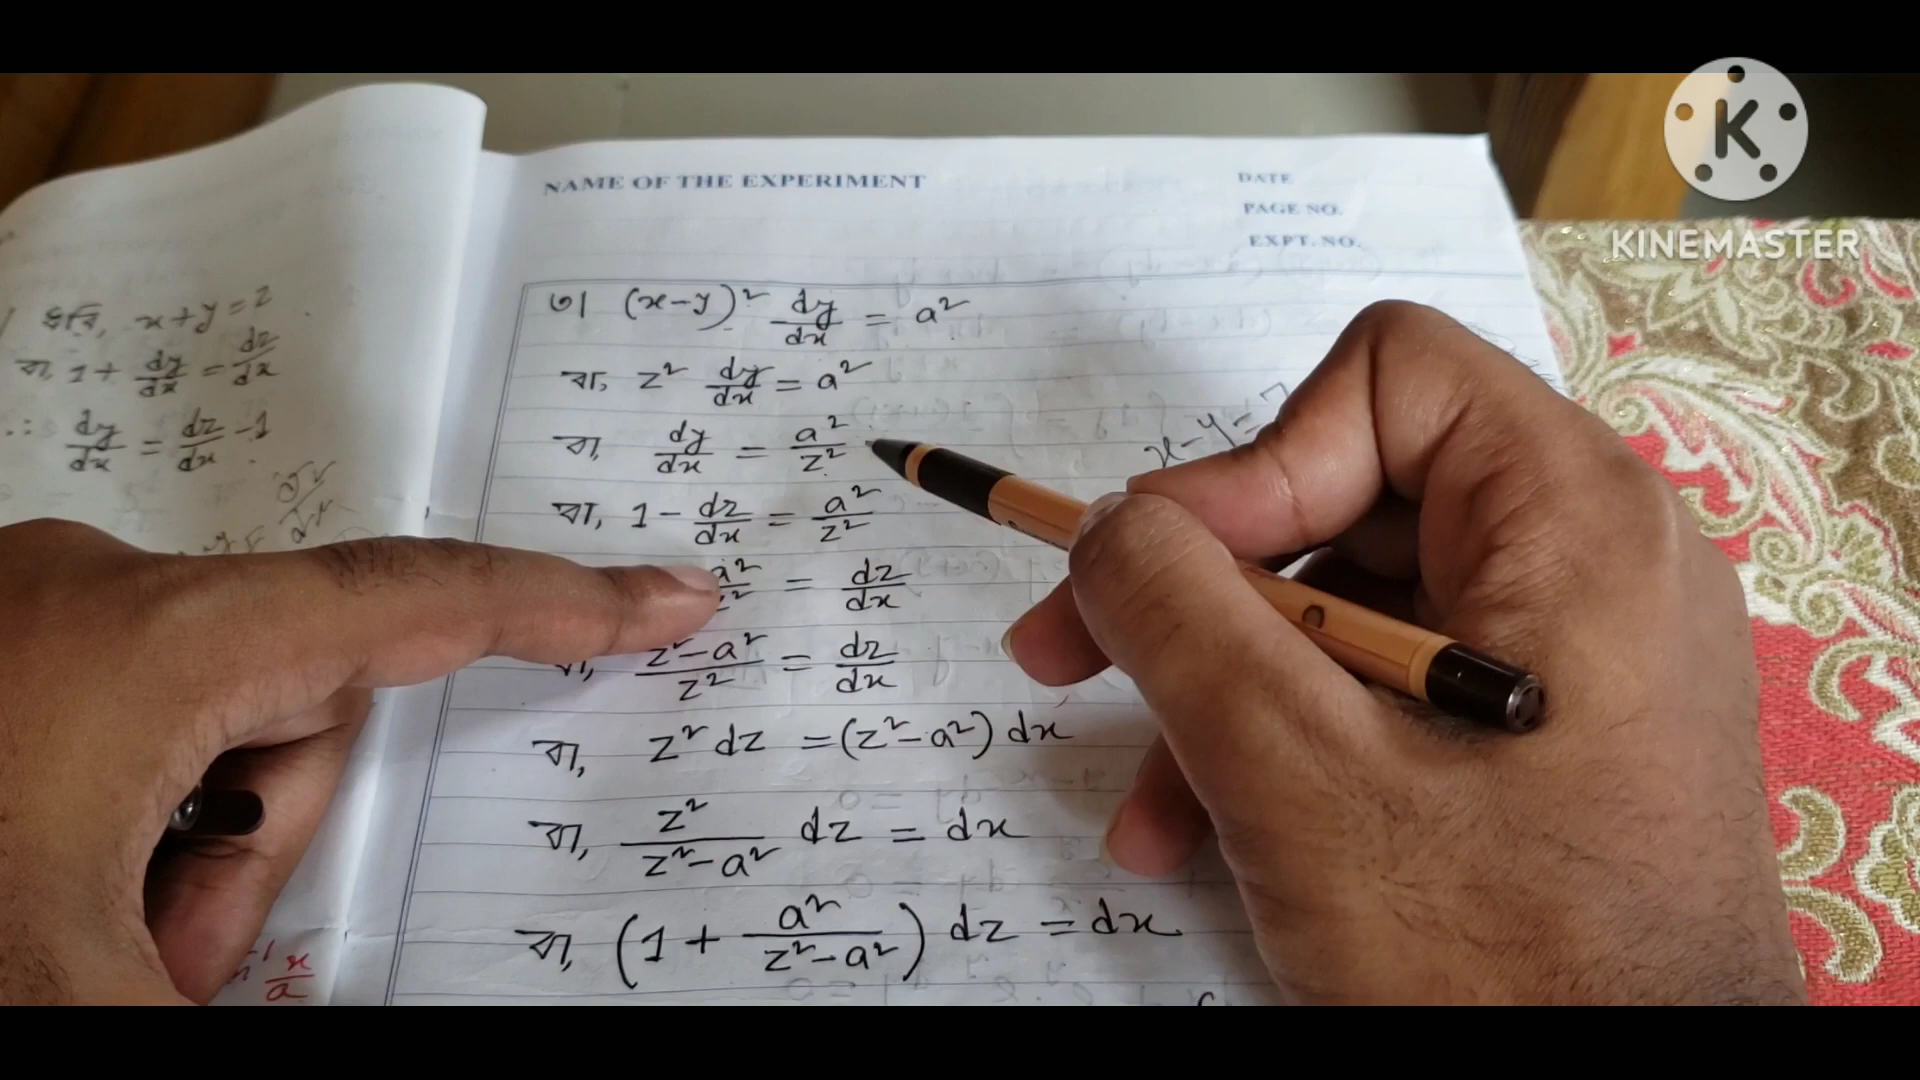 KINEMASTER
NAME OF THE EXPERIMENT
DATE
PAGE NO.
EXPT. NO.
ধরি, x+y=z
বা, 1 + dy/dx = dz/dx
∴ dy/dx = dz/dx -1
x/a
৩। (x-y)² dy/dx = a²
বা, z² dy/dx = a²
বা, dy/dx = a²/z²
বা, 1 - dz/dx = a²/z²
a²/z² = dz/dx
বা, z²-a²/z² = dz/dx
বা, z² dz = (z²-a²) dx
বা, z²/z²-a² dz = dx
বা, (1 + a²/z²-a²) dz = dx
x-y=z